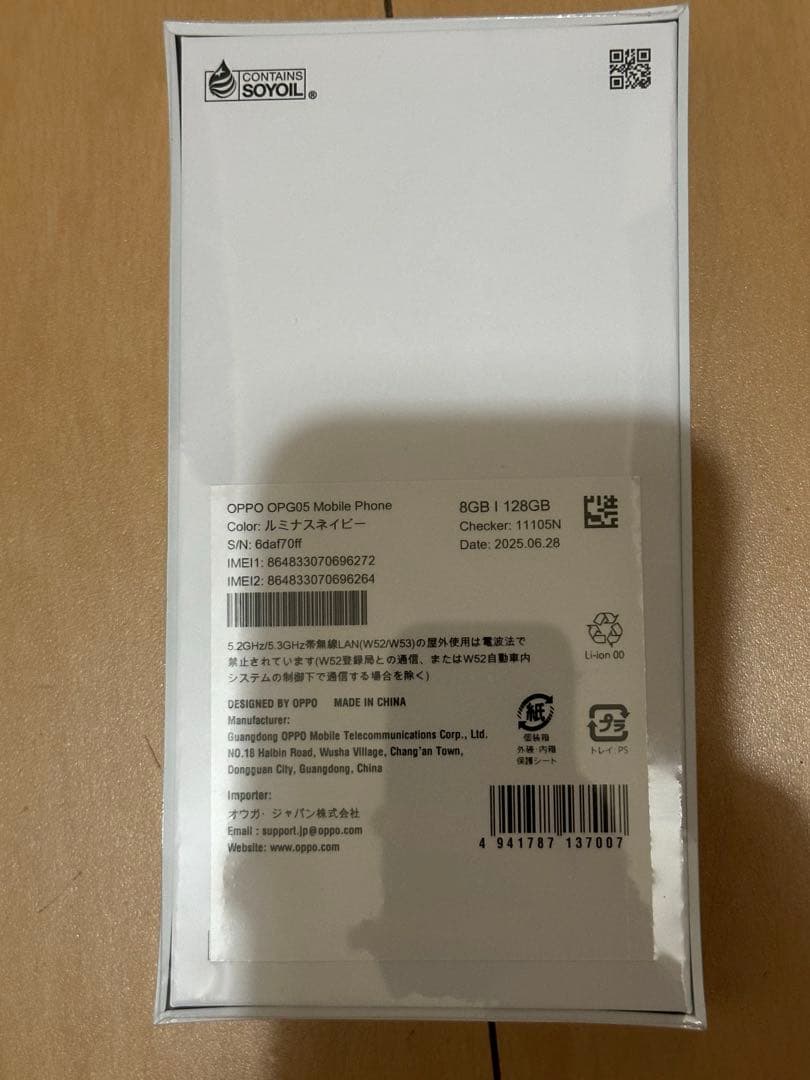 CONTAINS
SOYOIL ®
OPPO OPG05 Mobile Phone
Color: ルミナスネイビー
S/N: 6daf70ff
IMEI1: 864833070696272
IMEI2: 864833070696264
8GB | 128GB
Checker: 11105N
Date: 2025.06.28
5.2GHz/5.3GHz帯無線LAN(W52/W53)の屋外使用は電波法で
禁止されています(W52登録局との通信、またはW52自動車内
システムの制御下で通信する場合を除く)
Li-ion 00
DESIGNED BY OPPO MADE IN CHINA
Manufacturer:
Guangdong OPPO Mobile Telecommunications Corp., Ltd.
NO.18 Haibin Road, Wusha Village, Chang'an Town,
Dongguan City, Guangdong, China
紙
個装箱
外装・内箱
保護シート
プラ
トレイ PS
Importer:
オウガ・ジャパン株式会社
Email : support.jp@oppo.com
Website: www.oppo.com
4 941787 137007